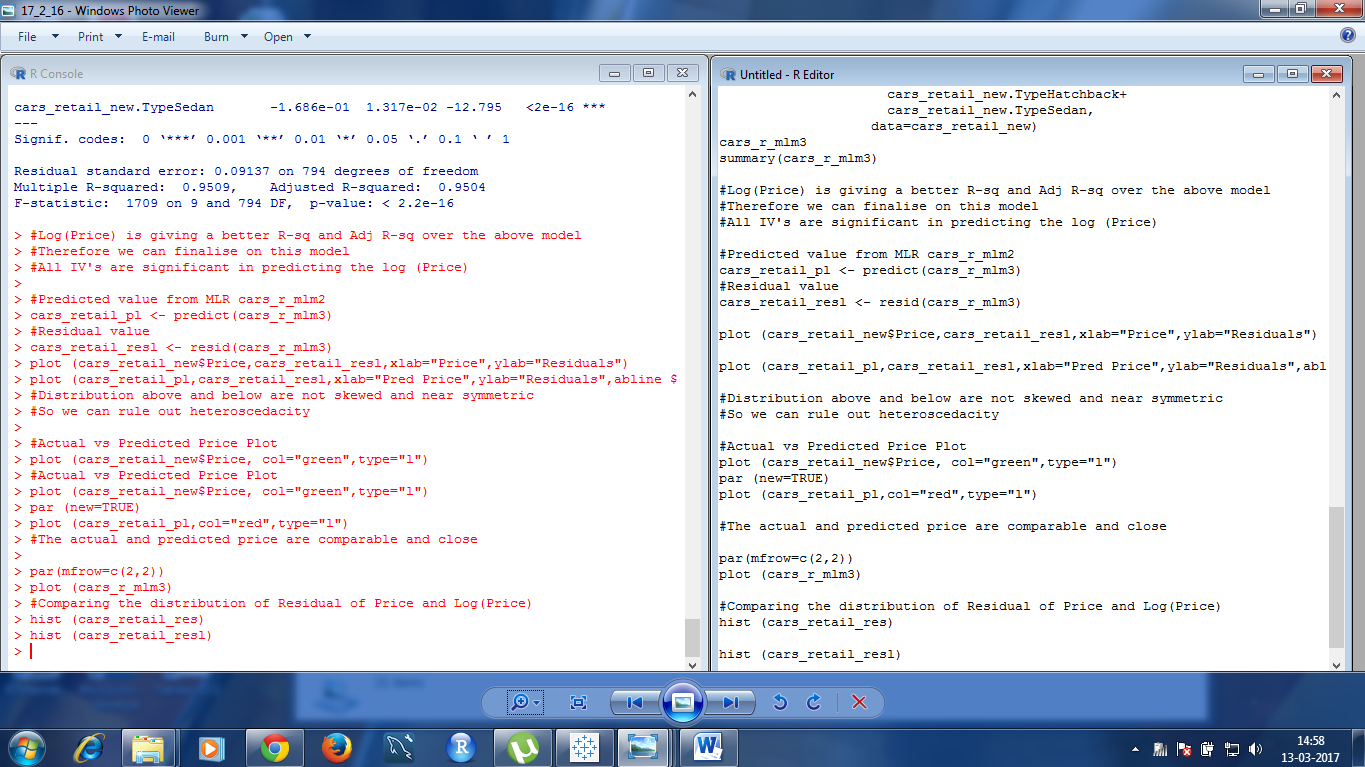 17_2_16 - Windows Photo Viewer
File Print E-mail Burn Open
R Console
cars_retail_new.TypeSedan -1.686e-01 1.317e-02 -12.795 <2e-16 ***
---
Signif. codes: 0 ‘***’ 0.001 ‘**’ 0.01 ‘*’ 0.05 ‘.’ 0.1 ‘ ’ 1
Residual standard error: 0.09137 on 794 degrees of freedom
Multiple R-squared: 0.9509, Adjusted R-squared: 0.9504
F-statistic: 1709 on 9 and 794 DF, p-value: < 2.2e-16
> #Log(Price) is giving a better R-sq and Adj R-sq over the above model
> #Therefore we can finalise on this model
> #All IV's are significant in predicting the log (Price)
>
> #Predicted value from MLR cars_r_mlm2
> cars_retail_pl <- predict(cars_r_mlm3)
> #Residual value
> cars_retail_resl <- resid(cars_r_mlm3)
> plot (cars_retail_new$Price,cars_retail_resl,xlab="Price",ylab="Residuals")
> plot (cars_retail_pl,cars_retail_resl,xlab="Pred Price",ylab="Residuals",abline $
> #Distribution above and below are not skewed and near symmetric
> #So we can rule out heteroscedacity
>
> #Actual vs Predicted Price Plot
> plot (cars_retail_new$Price, col="green",type="l")
> #Actual vs Predicted Price Plot
> plot (cars_retail_new$Price, col="green",type="l")
> par (new=TRUE)
> plot (cars_retail_pl,col="red",type="l")
> #The actual and predicted price are comparable and close
>
> par(mfrow=c(2,2))
> plot (cars_r_mlm3)
> #Comparing the distribution of Residual of Price and Log(Price)
> hist (cars_retail_res)
> hist (cars_retail_resl)
>
Untitled - R Editor
cars_retail_new.TypeHatchback+
cars_retail_new.TypeSedan,
data=cars_retail_new)
cars_r_mlm3
summary(cars_r_mlm3)
#Log(Price) is giving a better R-sq and Adj R-sq over the above model
#Therefore we can finalise on this model
#All IV's are significant in predicting the log (Price)
#Predicted value from MLR cars_r_mlm2
cars_retail_pl <- predict(cars_r_mlm3)
#Residual value
cars_retail_resl <- resid(cars_r_mlm3)
plot (cars_retail_new$Price,cars_retail_resl,xlab="Price",ylab="Residuals")
plot (cars_retail_pl,cars_retail_resl,xlab="Pred Price",ylab="Residuals",abl
#Distribution above and below are not skewed and near symmetric
#So we can rule out heteroscedacity
#Actual vs Predicted Price Plot
plot (cars_retail_new$Price, col="green",type="l")
par (new=TRUE)
plot (cars_retail_pl,col="red",type="l")
#The actual and predicted price are comparable and close
par(mfrow=c(2,2))
plot (cars_r_mlm3)
#Comparing the distribution of Residual of Price and Log(Price)
hist (cars_retail_res)
hist (cars_retail_resl)
14:58
13-03-2017